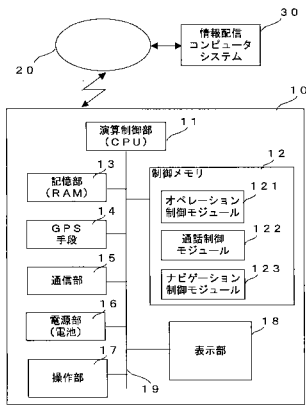 30
情報配信
コンピュータ
システム
20
10
11
演算制御部
(CPU)
12
制御メモリ
13
記憶部
(RAM)
121
オペレーション
制御モジュール
14
GPS
手段
122
通話制御
モジュール
15
通信部
123
ナビゲーション
制御モジュール
16
電源部
(電池)
17
操作部
18
表示部
19